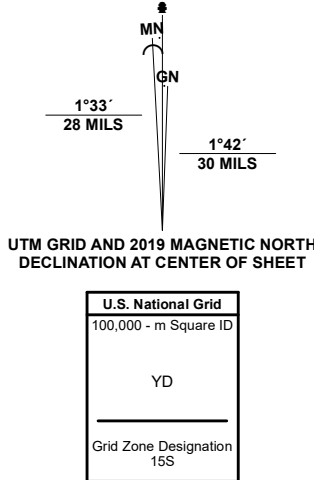 MN
GN
1°33´
28 MILS
1°42´
30 MILS
UTM GRID AND 2019 MAGNETIC NORTH
DECLINATION AT CENTER OF SHEET
U.S. National Grid
100,000 - m Square ID
YD
Grid Zone Designation
15S